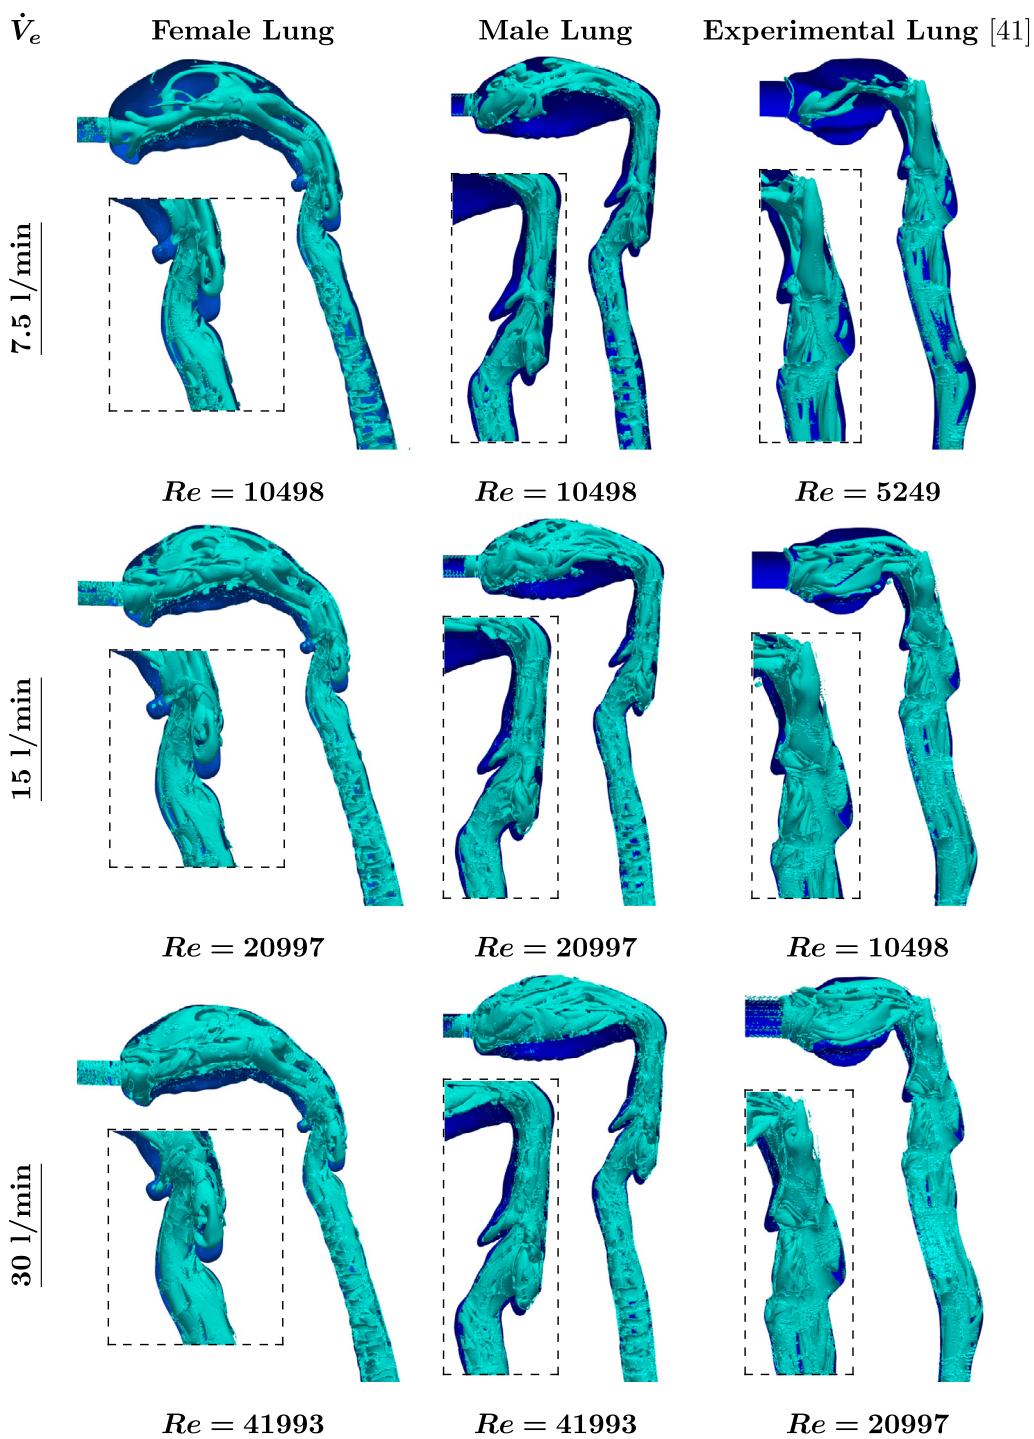 V̇ₑ Female Lung Male Lung Experimental Lung [41]
7.5 l/min
Re = 10498 Re = 10498 Re = 5249
15 l/min
Re = 20997 Re = 20997 Re = 10498
30 l/min
Re = 41993 Re = 41993 Re = 20997